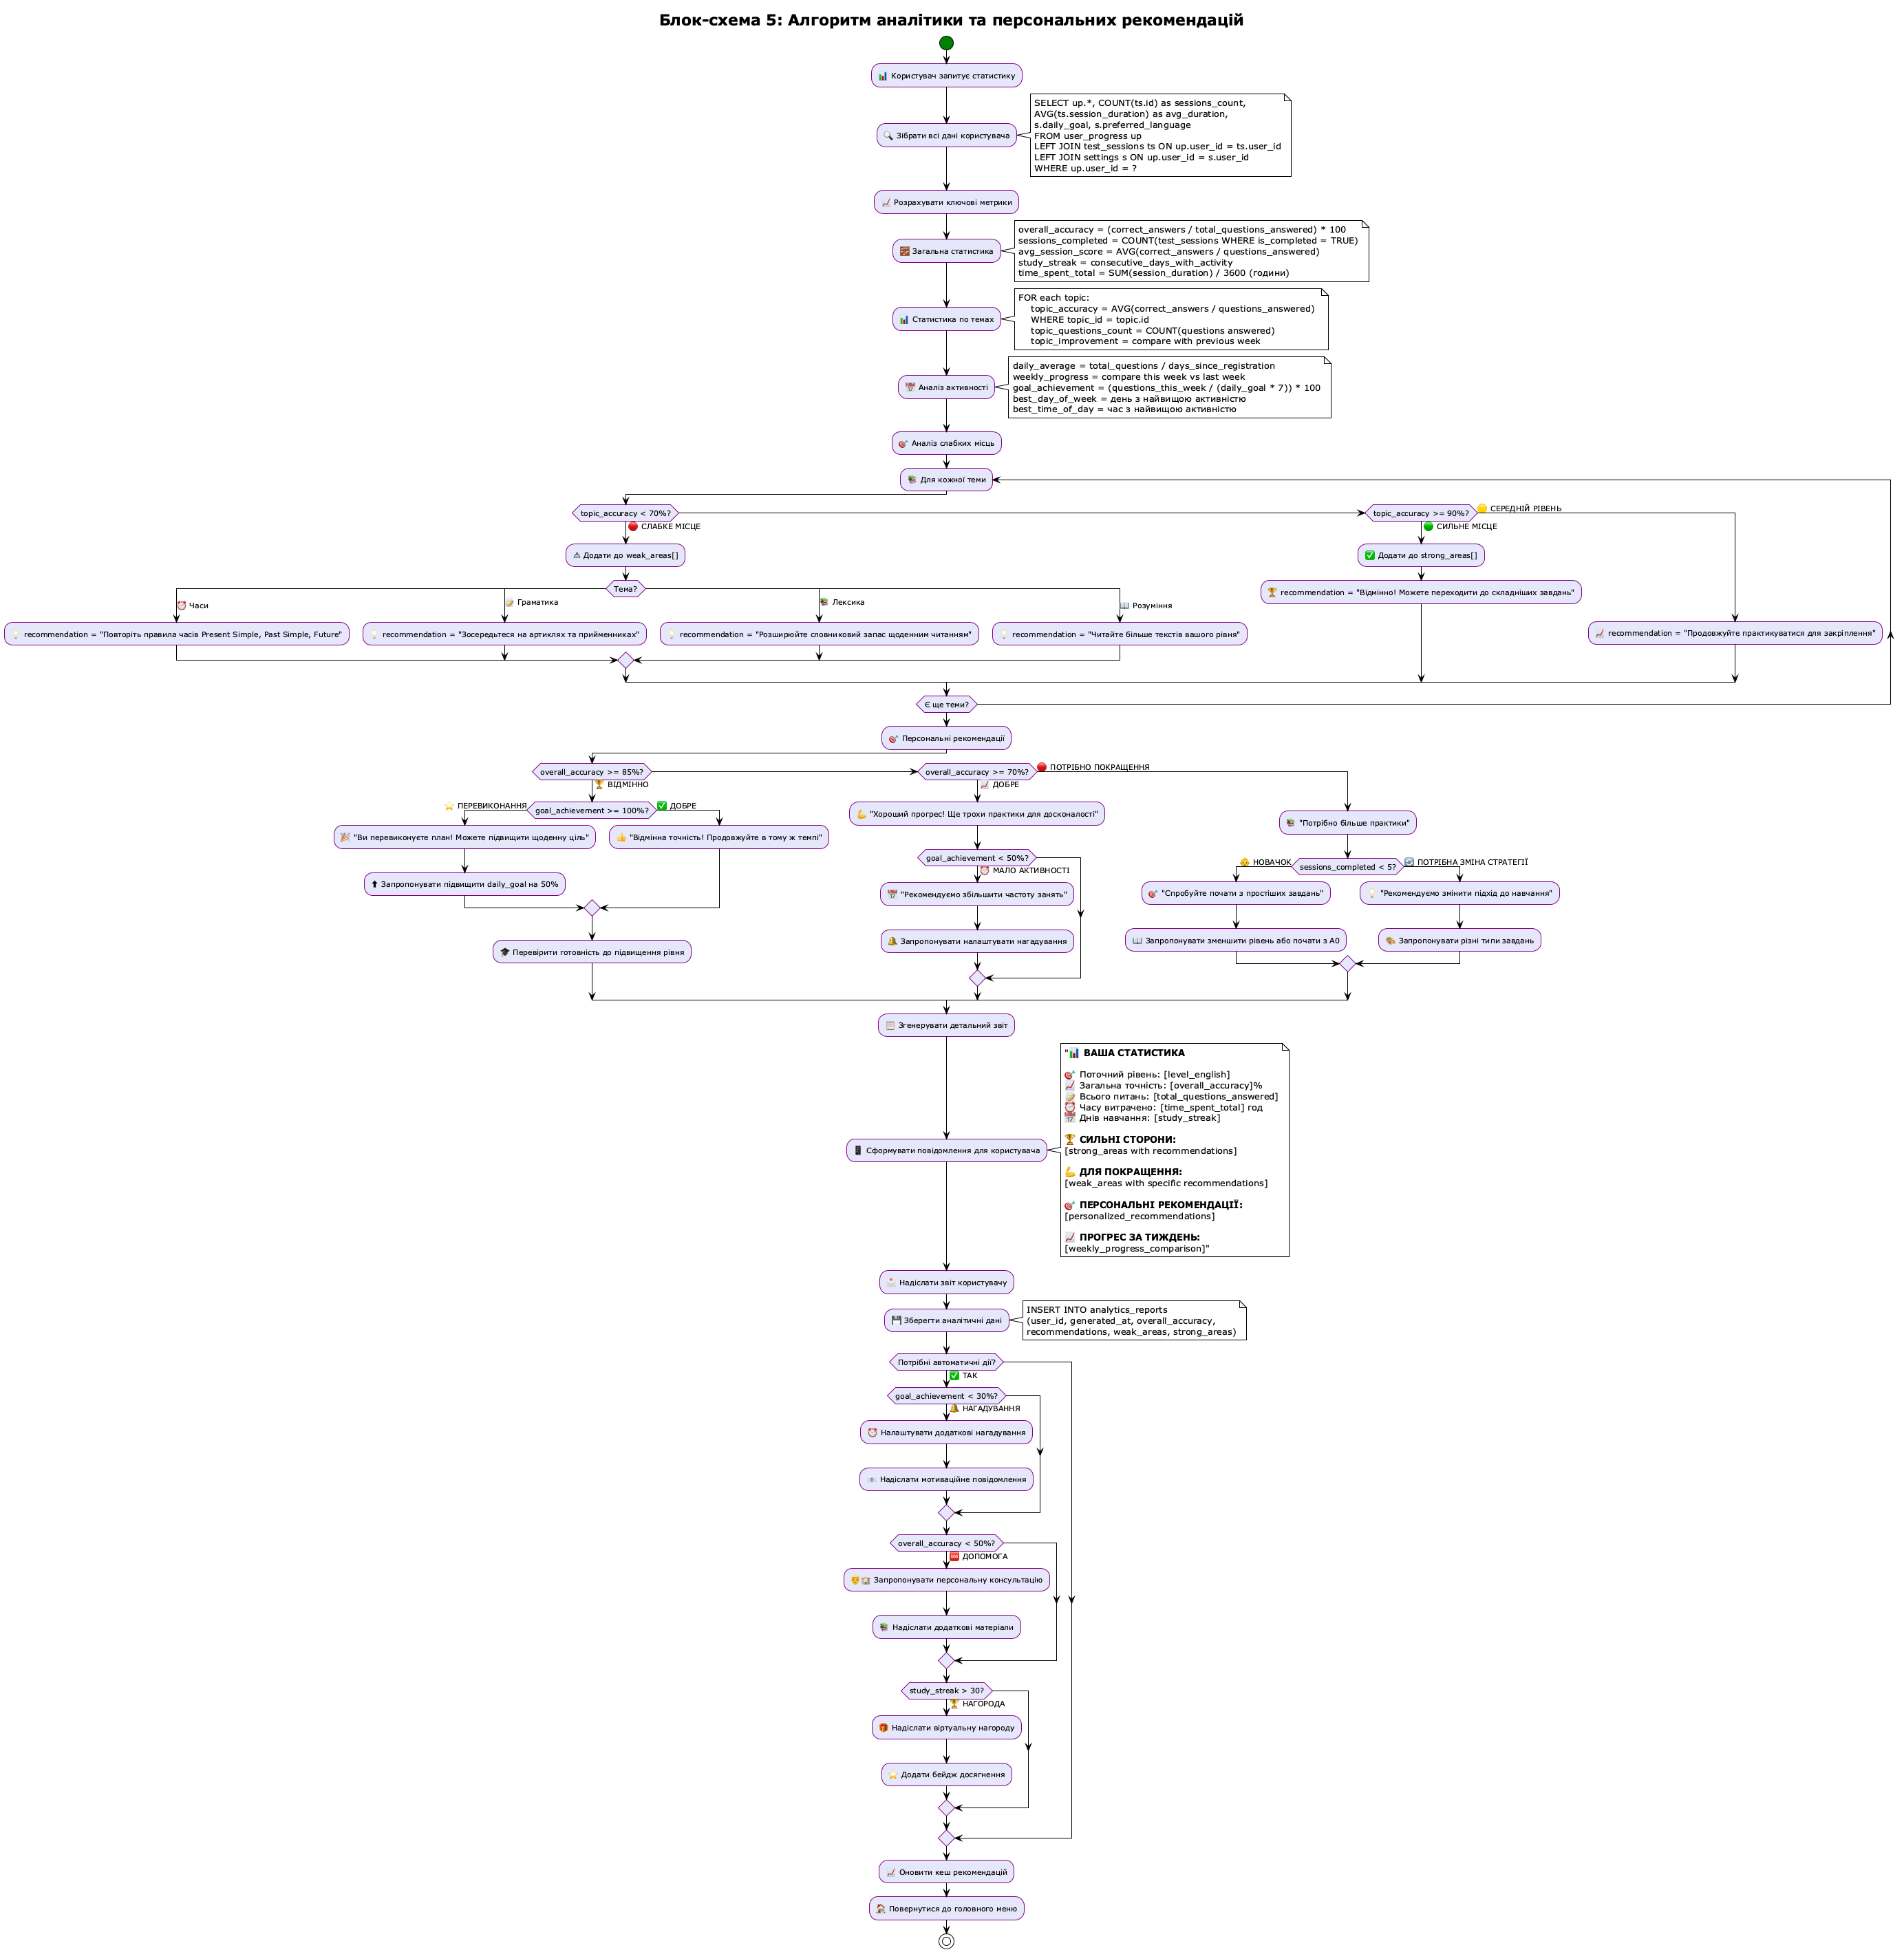 Блок-схема 5: Алгоритм аналітики та персональних рекомендацій
📊 Користувач запитує статистику
SELECT up.*, COUNT(ts.id) as sessions_count,
AVG(ts.session_duration) as avg_duration,
s.daily_goal, s.preferred_language
FROM user_progress up
LEFT JOIN test_sessions ts ON up.user_id = ts.user_id
LEFT JOIN settings s ON up.user_id = s.user_id
WHERE up.user_id = ?
🔍 Зібрати всі дані користувача
📈 Розрахувати ключові метрики
overall_accuracy = (correct_answers / total_questions_answered) * 100
sessions_completed = COUNT(test_sessions WHERE is_completed = TRUE)
avg_session_score = AVG(correct_answers / questions_answered)
study_streak = consecutive_days_with_activity
time_spent_total = SUM(session_duration) / 3600 (години)
🧱 Загальна статистика
FOR each topic:
topic_accuracy = AVG(correct_answers / questions_answered)
WHERE topic_id = topic.id
topic_questions_count = COUNT(questions answered)
topic_improvement = compare with previous week
📊 Статистика по темах
daily_average = total_questions / days_since_registration
weekly_progress = compare this week vs last week
goal_achievement = (questions_this_week / (daily_goal * 7)) * 100
best_day_of_week = день з найвищою активністю
best_time_of_day = час з найвищою активністю
📅 Аналіз активності
🎯 Аналіз слабких місць
📚 Для кожної теми
topic_accuracy < 70%?
🔴 СЛАБКЕ МІСЦЕ
topic_accuracy >= 90%?
🟡 СЕРЕДНІЙ РІВЕНЬ
🟢 СИЛЬНЕ МІСЦЕ
⚠ Додати до weak_areas[]
✅ Додати до strong_areas[]
Тема?
🏆 recommendation = "Відмінно! Можете переходити до складніших завдань"
⏰ Часи
📝 Граматика
📚 Лексика
📖 Розуміння
💡 recommendation = "Повторіть правила часів Present Simple, Past Simple, Future"
💡 recommendation = "Зосередьтеся на артиклях та прийменниках"
💡 recommendation = "Розширюйте словниковий запас щоденним читанням"
💡 recommendation = "Читайте більше текстів вашого рівня"
📈 recommendation = "Продовжуйте практикуватися для закріплення"
Є ще теми?
🎯 Персональні рекомендації
overall_accuracy >= 85%?
🏆 ВІДМІННО
overall_accuracy >= 70%?
📈 ДОБРЕ
🔴 ПОТРІБНО ПОКРАЩЕННЯ
⭐ ПЕРЕВИКОНАННЯ
goal_achievement >= 100%?
✅ ДОБРЕ
🎉 "Ви перевиконуєте план! Можете підвищити щоденну ціль"
👍 "Відмінна точність! Продовжуйте в тому ж темпі"
⬆ Запропонувати підвищити daily_goal на 50%
🎓 Перевірити готовність до підвищення рівня
💪 "Хороший прогрес! Ще трохи практики для досконалості"
goal_achievement < 50%?
⏰ МАЛО АКТИВНОСТІ
📅 "Рекомендуємо збільшити частоту занять"
🔔 Запропонувати налаштувати нагадування
📚 "Потрібно більше практики"
👶 НОВАЧОК
sessions_completed < 5?
🔄 ПОТРІБНА ЗМІНА СТРАТЕГІЇ
🎯 "Спробуйте почати з простіших завдань"
💡 "Рекомендуємо змінити підхід до навчання"
📖 Запропонувати зменшити рівень або почати з A0
🎨 Запропонувати різні типи завдань
📋 Згенерувати детальний звіт
"📊 ВАША СТАТИСТИКА
🎯 Поточний рівень: [level_english]
📈 Загальна точність: [overall_accuracy]%
📝 Всього питань: [total_questions_answered]
⏰ Часу витрачено: [time_spent_total] год
📅 Днів навчання: [study_streak]
🏆 СИЛЬНІ СТОРОНИ:
[strong_areas with recommendations]
💪 ДЛЯ ПОКРАЩЕННЯ:
[weak_areas with specific recommendations]
🎯 ПЕРСОНАЛЬНІ РЕКОМЕНДАЦІЇ:
[personalized_recommendations]
📈 ПРОГРЕС ЗА ТИЖДЕНЬ:
[weekly_progress_comparison]"
📱 Сформувати повідомлення для користувача
📩 Надіслати звіт користувачу
INSERT INTO analytics_reports
(user_id, generated_at, overall_accuracy,
recommendations, weak_areas, strong_areas)
💾 Зберегти аналітичні дані
Потрібні автоматичні дії?
✅ ТАК
goal_achievement < 30%?
🔔 НАГАДУВАННЯ
⏰ Налаштувати додаткові нагадування
📧 Надіслати мотиваційне повідомлення
overall_accuracy < 50%?
🆘 ДОПОМОГА
👨‍🏫 Запропонувати персональну консультацію
📚 Надіслати додаткові матеріали
study_streak > 30?
🏆 НАГОРОДА
🎁 Надіслати віртуальну нагороду
⭐ Додати бейдж досягнення
📈 Оновити кеш рекомендацій
🏠 Повернутися до головного меню